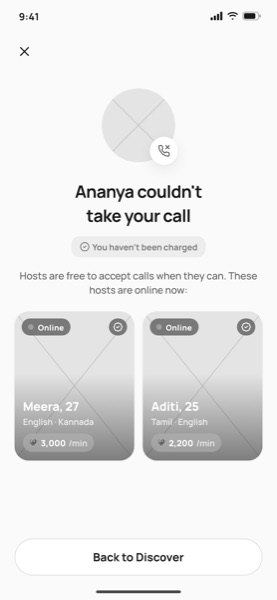 9:41
Ananya couldn't
take your call
You haven't been charged
Hosts are free to accept calls when they can. These
hosts are online now:
Online
Meera, 27
English · Kannada
3,000 /min
Online
Aditi, 25
Tamil · English
2,200 /min
Back to Discover